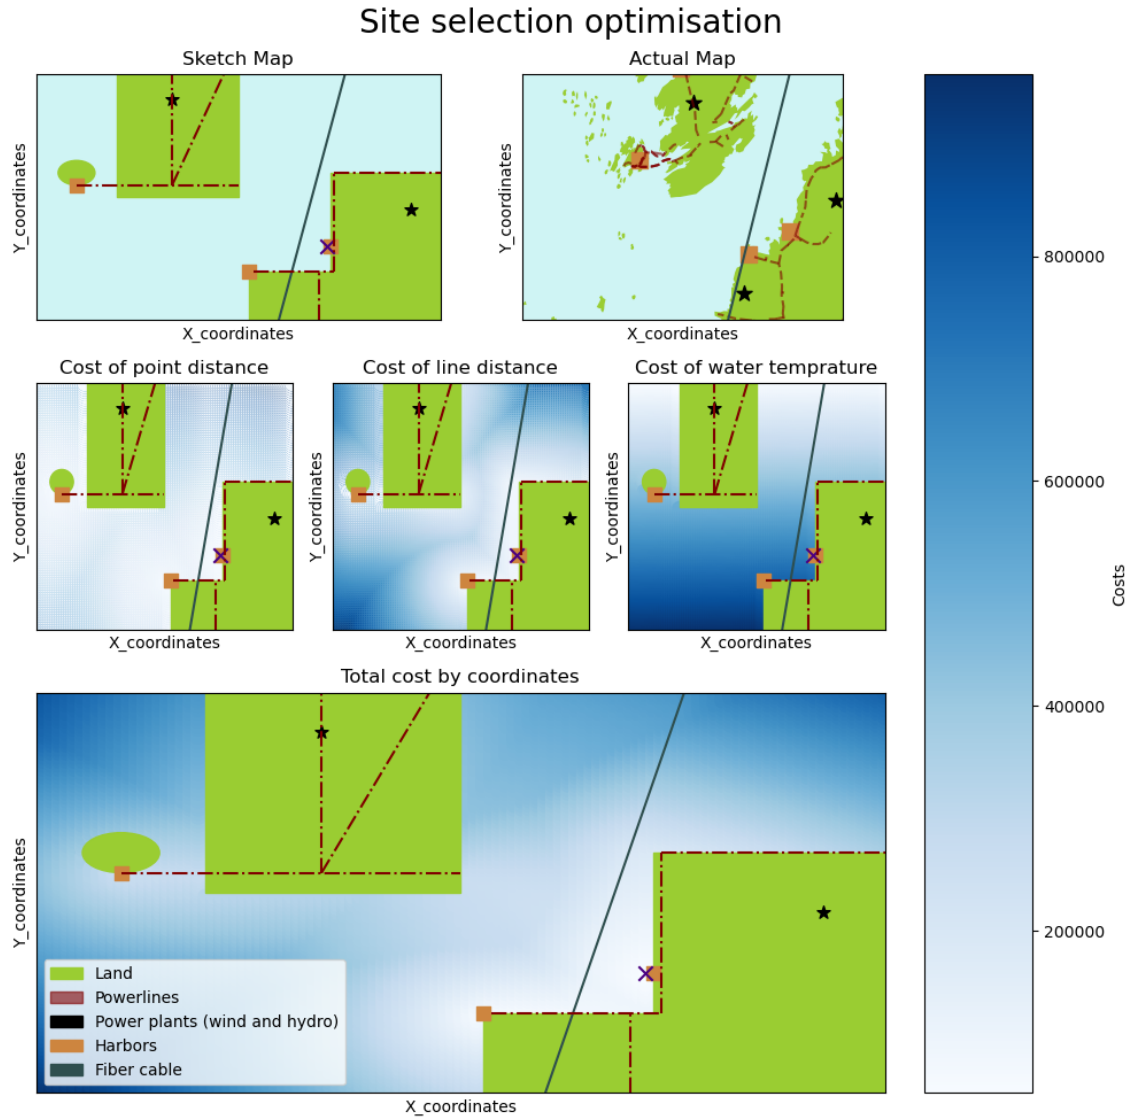 Site selection optimisation
Sketch Map
Actual Map
Y_coordinates
X_coordinates
Y_coordinates
X_coordinates
Cost of point distance
Cost of line distance
Cost of water temprature
Y_coordinates
X_coordinates
Y_coordinates
X_coordinates
Y_coordinates
X_coordinates
Total cost by coordinates
Y_coordinates
Land
Powerlines
Power plants (wind and hydro)
Harbors
Fiber cable
X_coordinates
800000
600000
400000
200000
Costs